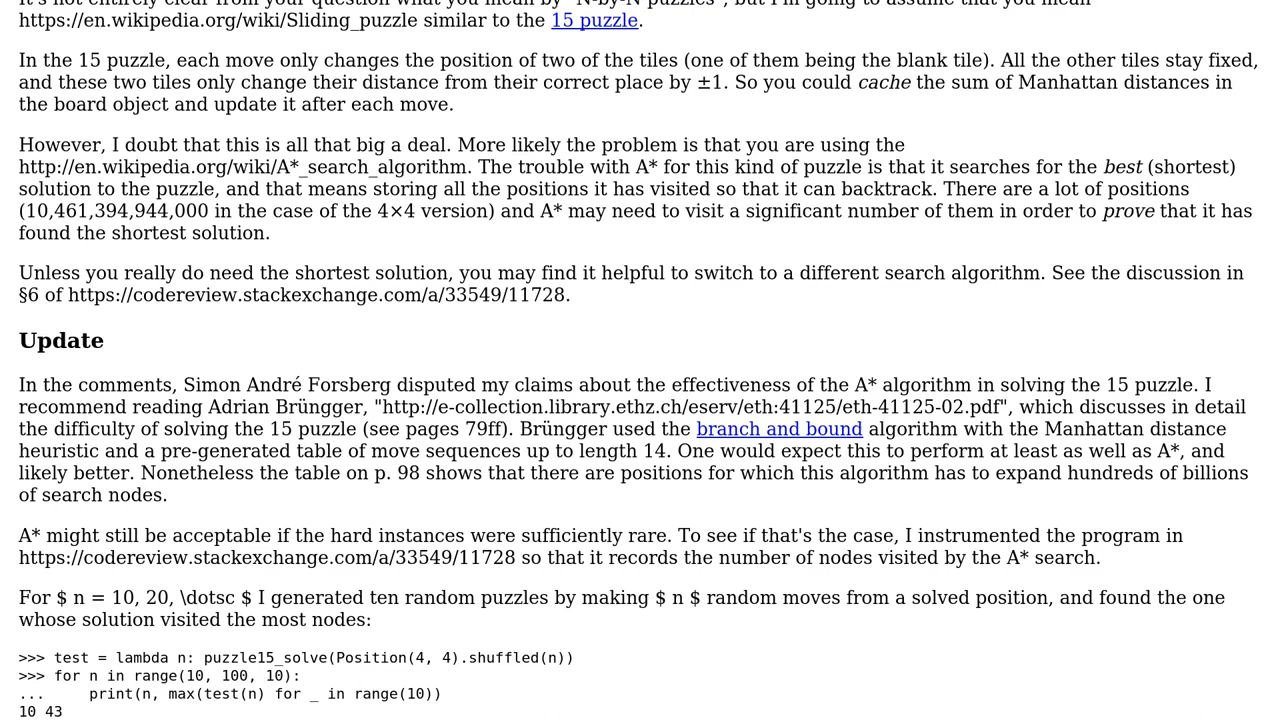 It's not entirely clear from your question what you mean by "N-by-N puzzles", but I'm going to assume that you mean
https://en.wikipedia.org/wiki/Sliding_puzzle similar to the 15 puzzle.
In the 15 puzzle, each move only changes the position of two of the tiles (one of them being the blank tile). All the other tiles stay fixed,
and these two tiles only change their distance from their correct place by ±1. So you could cache the sum of Manhattan distances in
the board object and update it after each move.
However, I doubt that this is all that big a deal. More likely the problem is that you are using the
http://en.wikipedia.org/wiki/A*_search_algorithm. The trouble with A* for this kind of puzzle is that it searches for the best (shortest)
solution to the puzzle, and that means storing all the positions it has visited so that it can backtrack. There are a lot of positions
(10,461,394,944,000 in the case of the 4×4 version) and A* may need to visit a significant number of them in order to prove that it has
found the shortest solution.
Unless you really do need the shortest solution, you may find it helpful to switch to a different search algorithm. See the discussion in
§6 of https://codereview.stackexchange.com/a/33549/11728.
Update
In the comments, Simon André Forsberg disputed my claims about the effectiveness of the A* algorithm in solving the 15 puzzle. I
recommend reading Adrian Brüngger, "http://e-collection.library.ethz.ch/eserv/eth:41125/eth-41125-02.pdf", which discusses in detail
the difficulty of solving the 15 puzzle (see pages 79ff). Brüngger used the branch and bound algorithm with the Manhattan distance
heuristic and a pre-generated table of move sequences up to length 14. One would expect this to perform at least as well as A*, and
likely better. Nonetheless the table on p. 98 shows that there are positions for which this algorithm has to expand hundreds of billions
of search nodes.
A* might still be acceptable if the hard instances were sufficiently rare. To see if that's the case, I instrumented the program in
https://codereview.stackexchange.com/a/33549/11728 so that it records the number of nodes visited by the A* search.
For $ n = 10, 20, \dotsc $ I generated ten random puzzles by making $ n $ random moves from a solved position, and found the one
whose solution visited the most nodes:
>>> test = lambda n: puzzle15_solve(Position(4, 4).shuffled(n))
>>> for n in range(10, 100, 10):
...     print(n, max(test(n) for _ in range(10))
10 43